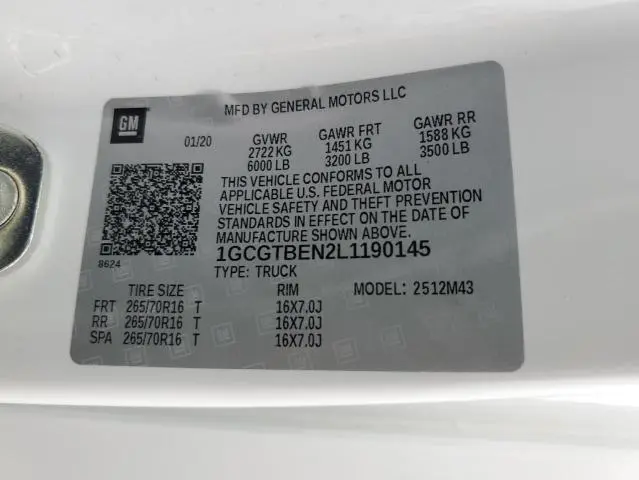 GM
MFD BY GENERAL MOTORS LLC
01/20 GVWR GAWR FRT GAWR RR
2722 KG 1451 KG 1588 KG
6000 LB 3200 LB 3500 LB
THIS VEHICLE CONFORMS TO ALL
APPLICABLE U.S. FEDERAL MOTOR
VEHICLE SAFETY AND THEFT PREVENTION
STANDARDS IN EFFECT ON THE DATE OF
MANUFACTURE SHOWN ABOVE.
8624
1GCGTBEN2L1190145
TYPE: TRUCK
TIRE SIZE RIM MODEL: 2512M43
FRT 265/70R16 T 16X7.0J
RR 265/70R16 T 16X7.0J
SPA 265/70R16 T 16X7.0J